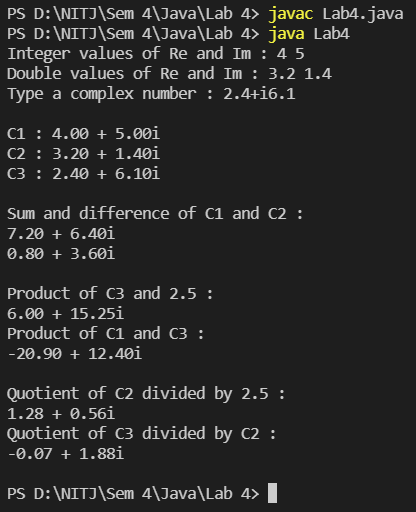 PS D:\NITJ\Sem 4\Java\Lab 4> javac Lab4.java
PS D:\NITJ\Sem 4\Java\Lab 4> java Lab4
Integer values of Re and Im : 4 5
Double values of Re and Im : 3.2 1.4
Type a complex number : 2.4+i6.1
C1 : 4.00 + 5.00i
C2 : 3.20 + 1.40i
C3 : 2.40 + 6.10i
Sum and difference of C1 and C2 :
7.20 + 6.40i
0.80 + 3.60i
Product of C3 and 2.5 :
6.00 + 15.25i
Product of C1 and C3 :
-20.90 + 12.40i
Quotient of C2 divided by 2.5 :
1.28 + 0.56i
Quotient of C3 divided by C2 :
-0.07 + 1.88i
PS D:\NITJ\Sem 4\Java\Lab 4>